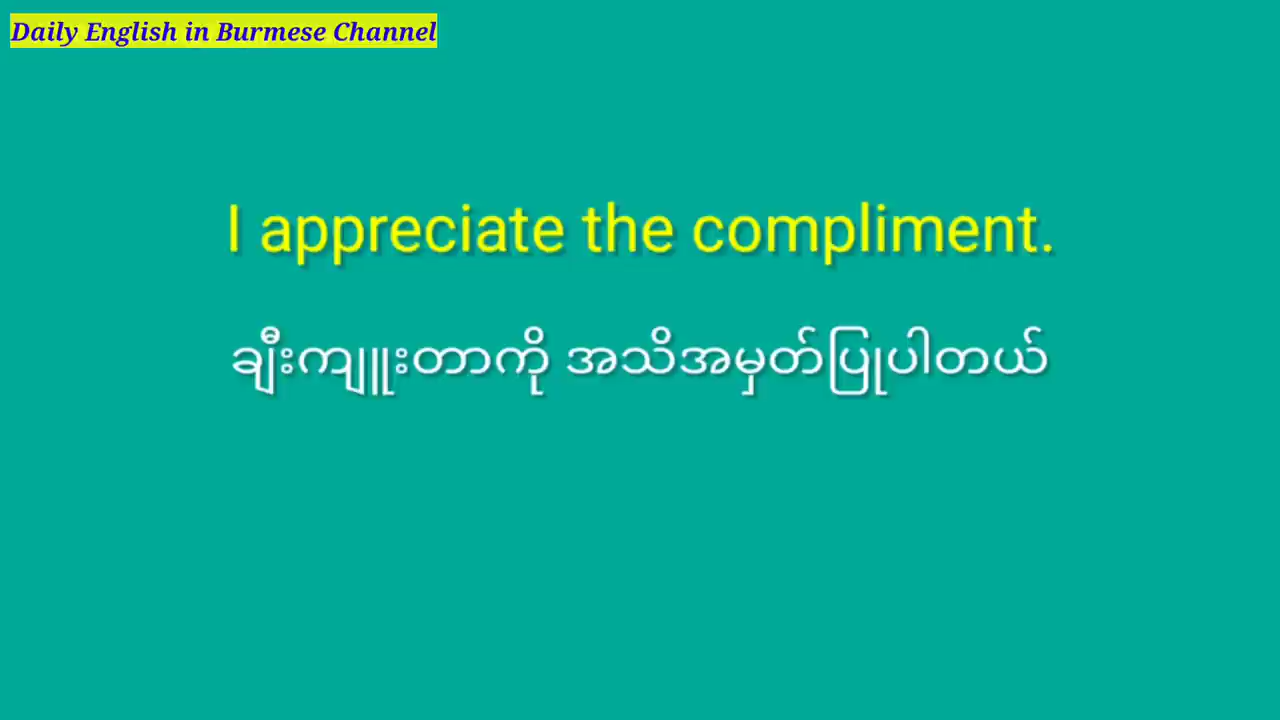 Daily English in Burmese Channel
I appreciate the compliment.
ချီးကျူးတာကို အသိအမှတ်ပြုပါတယ်